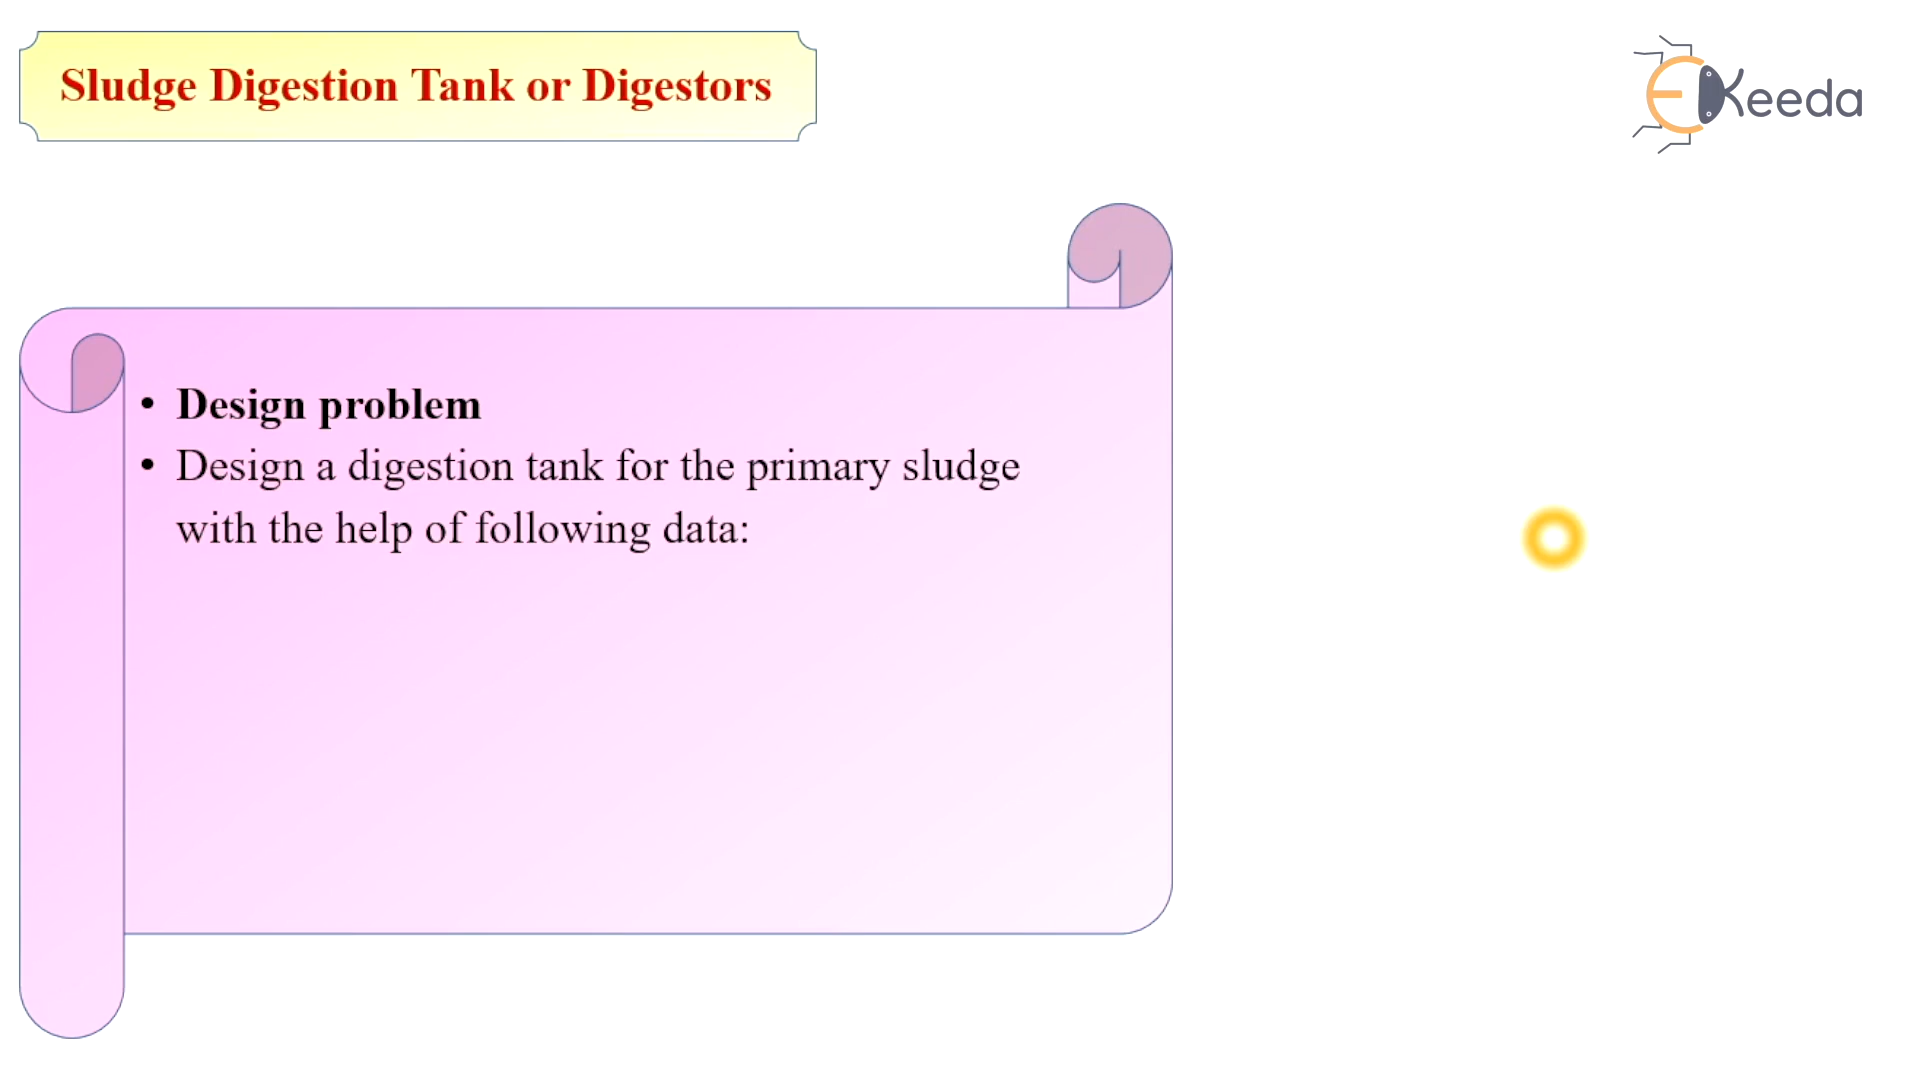 Sludge Digestion Tank or Digestors
EKeeda
• Design problem
• Design a digestion tank for the primary sludge
with the help of following data: